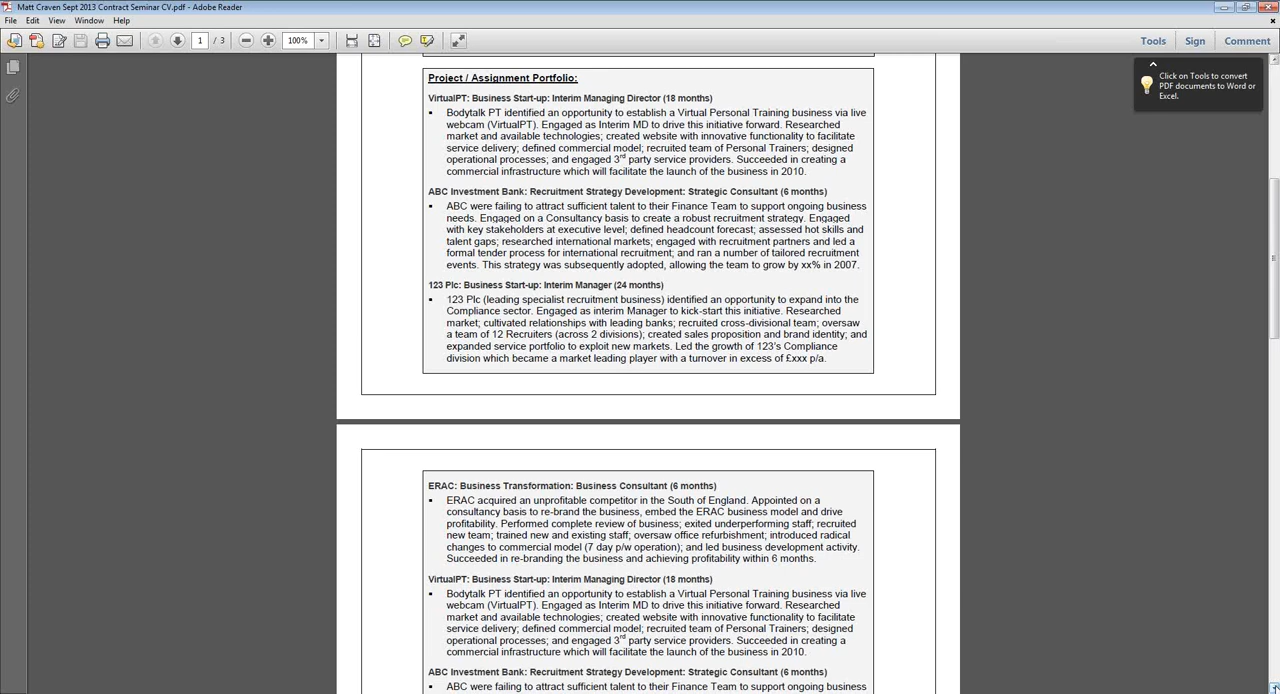 Matt Craven Sept 2013 Contract Seminar CV.pdf - Adobe Reader
File Edit View Window Help
1 / 3 100% Tools Sign Comment
Click on Tools to convert
PDF documents to Word or
Excel.
Project / Assignment Portfolio:
VirtualPT: Business Start-up: Interim Managing Director (18 months)
▪ Bodytalk PT identified an opportunity to establish a Virtual Personal Training business via live
webcam (VirtualPT). Engaged as Interim MD to drive this initiative forward. Researched
market and available technologies; created website with innovative functionality to facilitate
service delivery; defined commercial model; recruited team of Personal Trainers; designed
operational processes; and engaged 3rd party service providers. Succeeded in creating a
commercial infrastructure which will facilitate the launch of the business in 2010.
ABC Investment Bank: Recruitment Strategy Development: Strategic Consultant (6 months)
▪ ABC were failing to attract sufficient talent to their Finance Team to support ongoing business
needs. Engaged on a Consultancy basis to create a robust recruitment strategy. Engaged
with key stakeholders at executive level; defined headcount forecast; assessed hot skills and
talent gaps; researched international markets; engaged with recruitment partners and led a
formal tender process for international recruitment; and ran a number of tailored recruitment
events. This strategy was subsequently adopted, allowing the team to grow by xx% in 2007.
123 Plc: Business Start-up: Interim Manager (24 months)
▪ 123 Plc (leading specialist recruitment business) identified an opportunity to expand into the
Compliance sector. Engaged as interim Manager to kick-start this initiative. Researched
market; cultivated relationships with leading banks; recruited cross-divisional team; oversaw
a team of 12 Recruiters (across 2 divisions); created sales proposition and brand identity; and
expanded service portfolio to exploit new markets. Led the growth of 123's Compliance
division which became a market leading player with a turnover in excess of £xxx p/a.
ERAC: Business Transformation: Business Consultant (6 months)
▪ ERAC acquired an unprofitable competitor in the South of England. Appointed on a
consultancy basis to re-brand the business, embed the ERAC business model and drive
profitability. Performed complete review of business; exited underperforming staff; recruited
new team; trained new and existing staff; oversaw office refurbishment; introduced radical
changes to commercial model (7 day p/w operation); and led business development activity.
Succeeded in re-branding the business and achieving profitability within 6 months.
VirtualPT: Business Start-up: Interim Managing Director (18 months)
▪ Bodytalk PT identified an opportunity to establish a Virtual Personal Training business via live
webcam (VirtualPT). Engaged as Interim MD to drive this initiative forward. Researched
market and available technologies; created website with innovative functionality to facilitate
service delivery; defined commercial model; recruited team of Personal Trainers; designed
operational processes; and engaged 3rd party service providers. Succeeded in creating a
commercial infrastructure which will facilitate the launch of the business in 2010.
ABC Investment Bank: Recruitment Strategy Development: Strategic Consultant (6 months)
▪ ABC were failing to attract sufficient talent to their Finance Team to support ongoing business